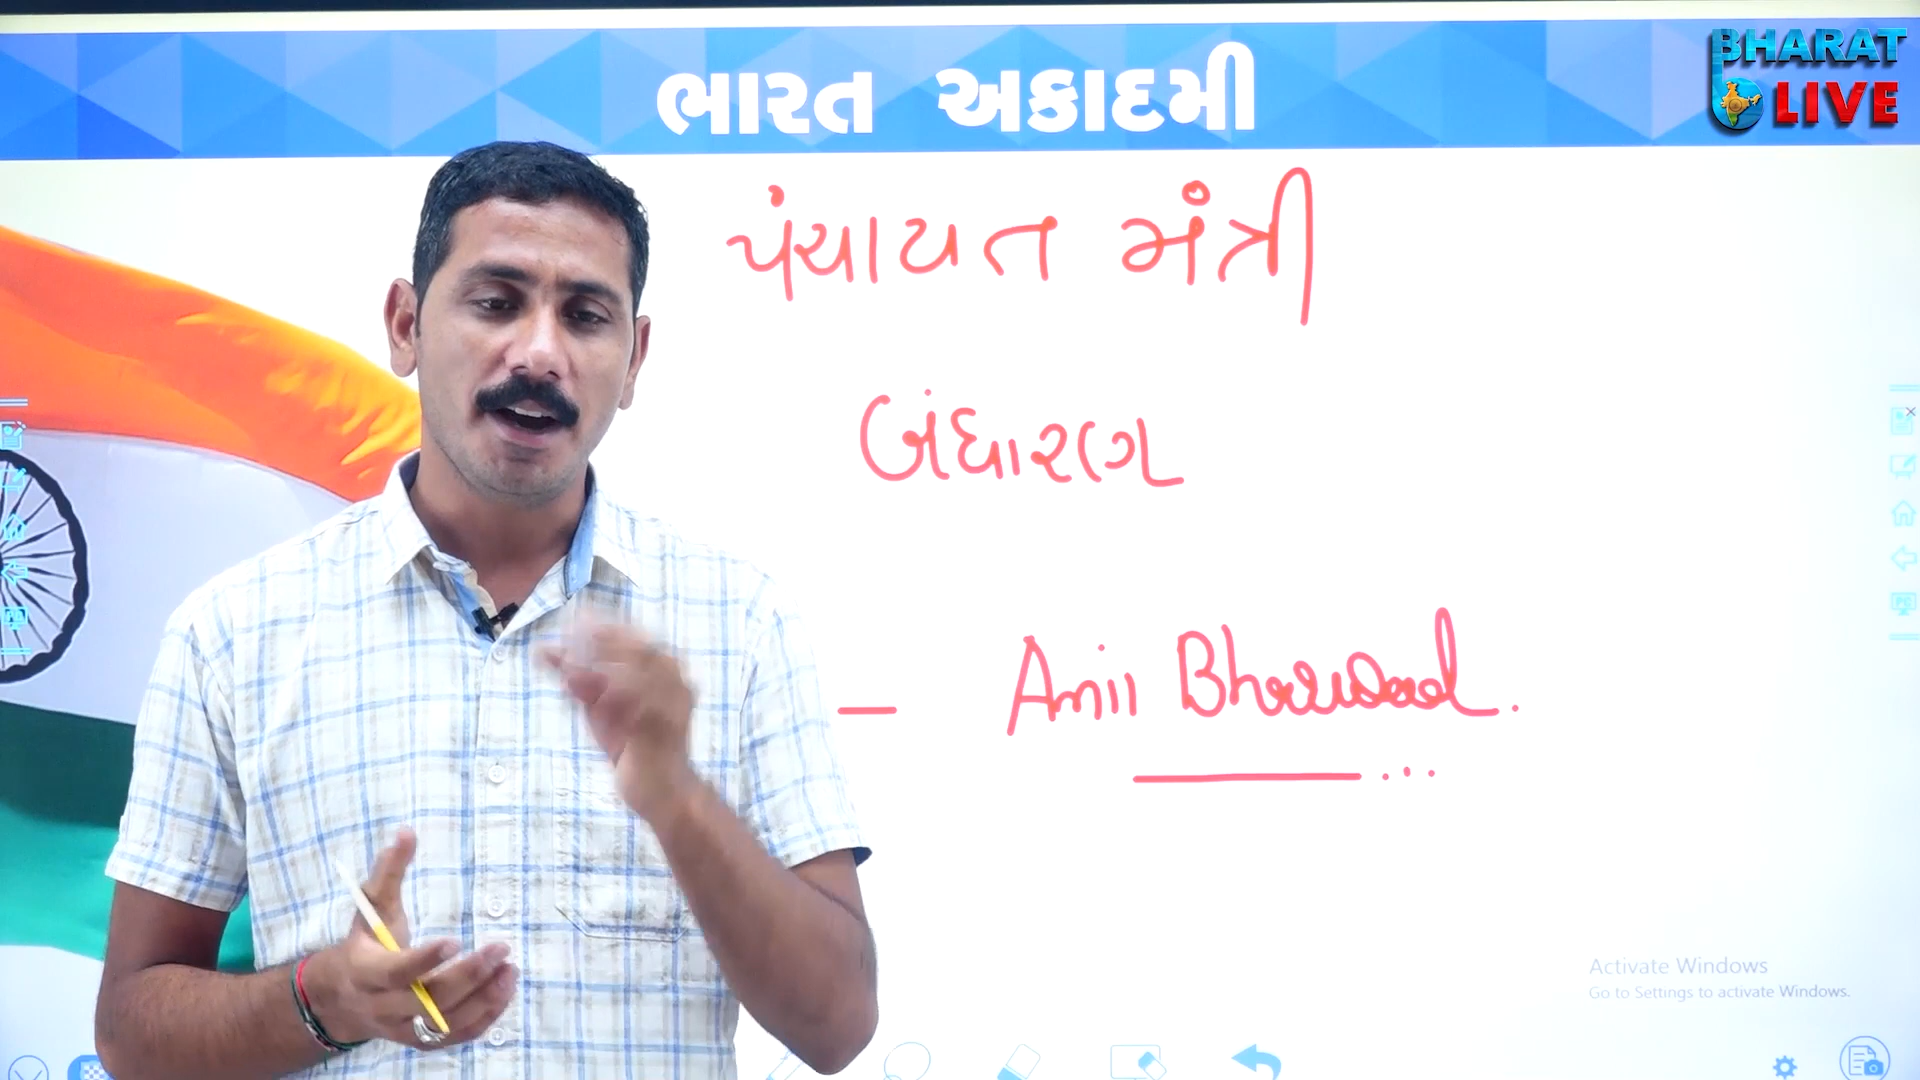 ભારત અકાદમી
BHARAT
LIVE
પંચાયત મંત્રી
બંધારણ
– Anil Bharwad.
Activate Windows
Go to Settings to activate Windows.